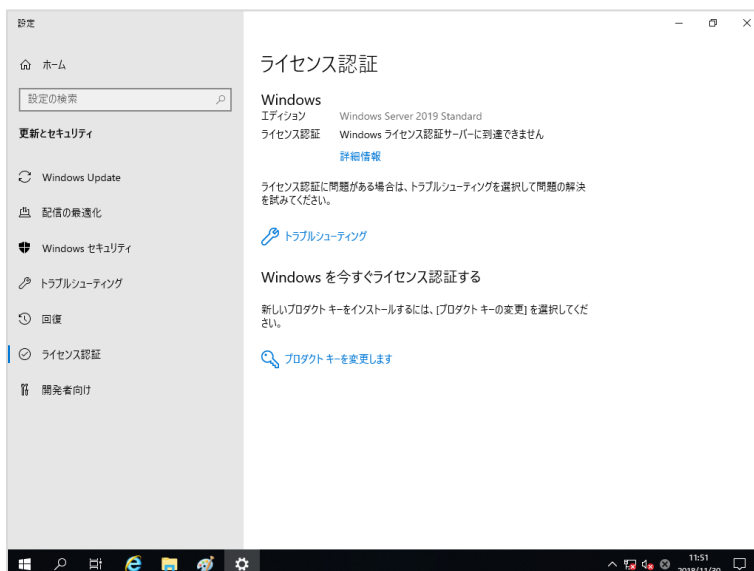 設定
ホーム
設定の検索
更新とセキュリティ
Windows Update
配信の最適化
Windows セキュリティ
トラブルシューティング
回復
ライセンス認証
開発者向け
ライセンス認証
Windows
エディション Windows Server 2019 Standard
ライセンス認証 Windows ライセンス認証サーバーに到達できません
詳細情報
ライセンス認証に問題がある場合は、トラブルシューティングを選択して問題の解決
を試みてください。
トラブルシューティング
Windows を今すぐライセンス認証する
新しいプロダクト キーをインストールするには、[プロダクト キーの変更] を選択してくだ
さい。
プロダクト キーを変更します
11:51
2018/11/30